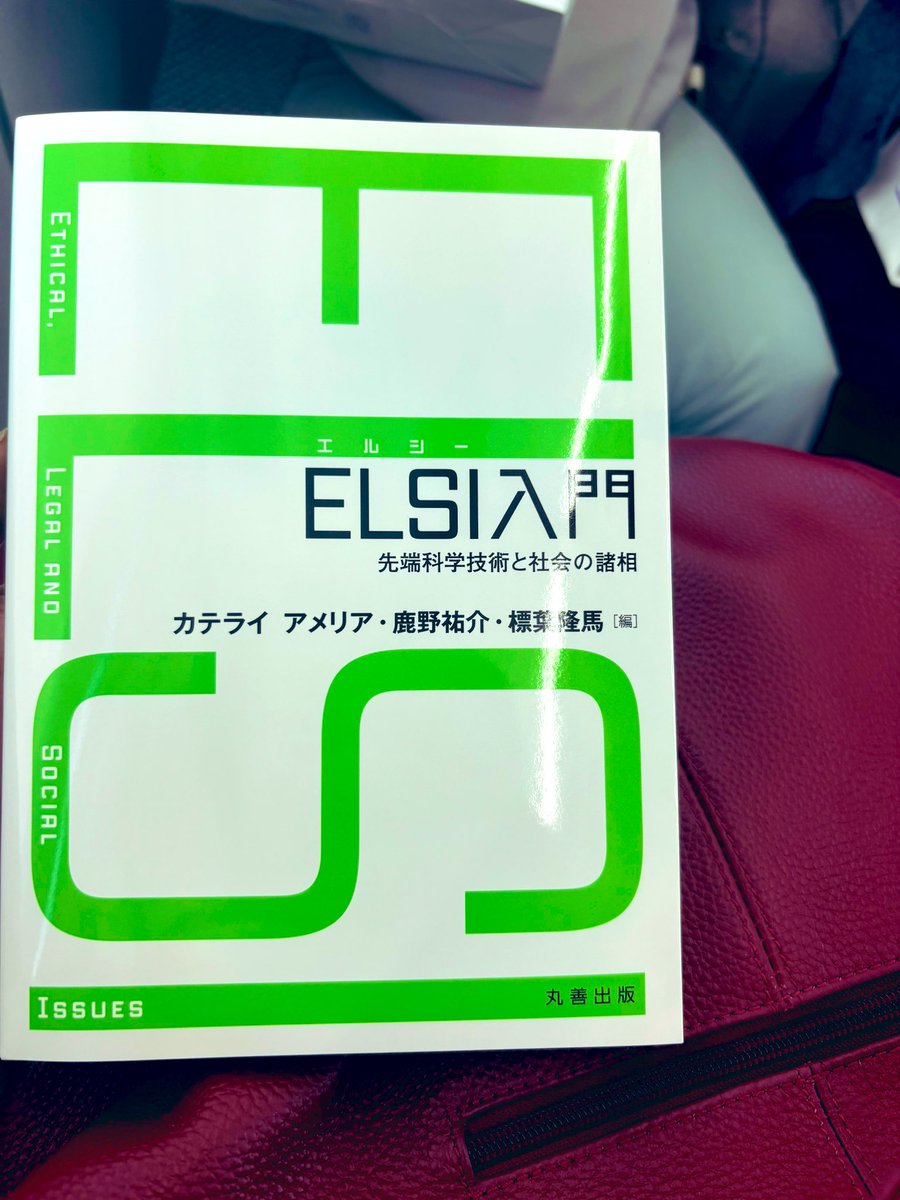 ETHICAL,
LEGAL AND
SOCIAL
ISSUES
エルシー
ELSI入門
先端科学技術と社会の諸相
カテライ アメリア・鹿野祐介・標葉隆馬[編]
丸善出版